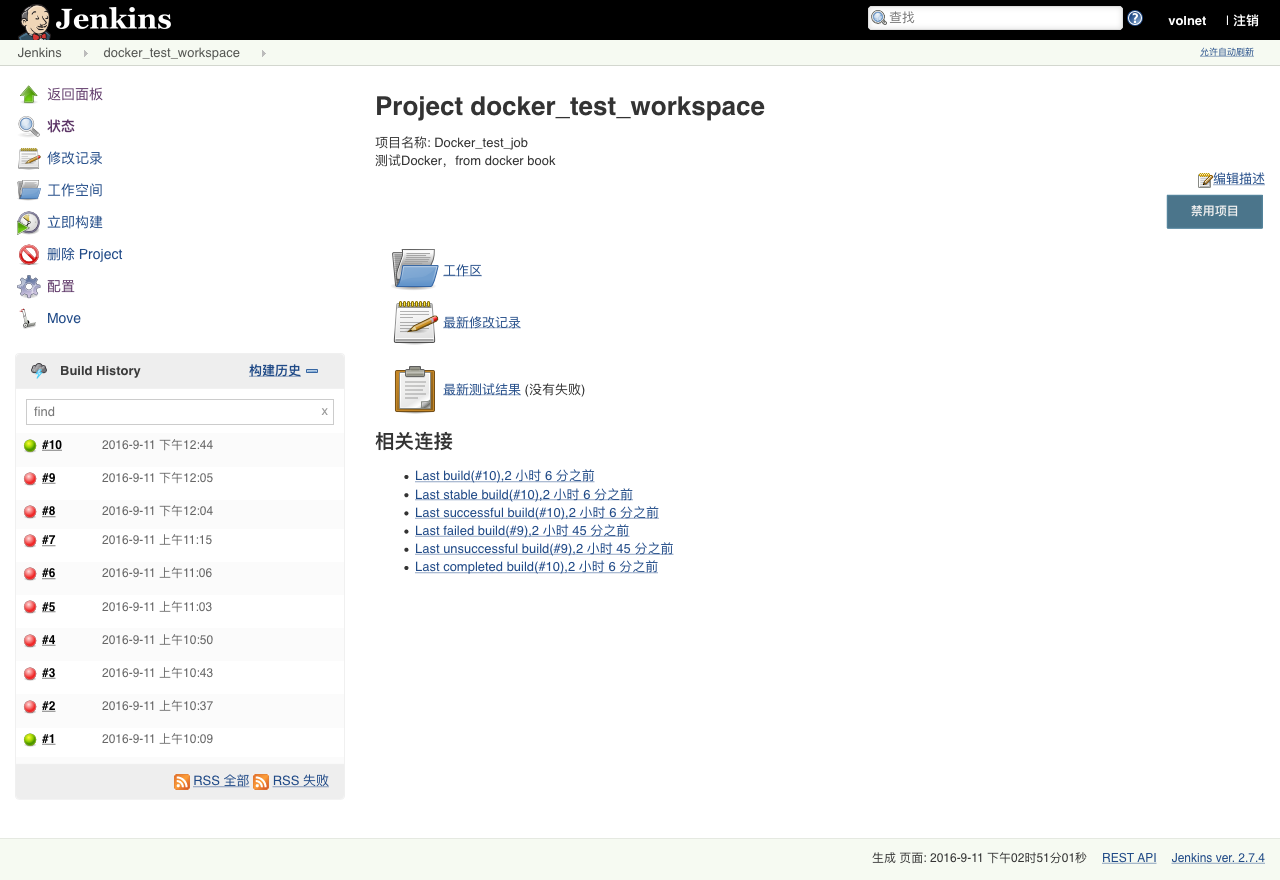 Jenkins
查找
volnet
| 注销
Jenkins
docker_test_workspace
允许自动刷新
返回面板
状态
修改记录
工作空间
立即构建
删除 Project
配置
Move
Build History
构建历史
find
x
#10 2016-9-11 下午12:44
#9 2016-9-11 下午12:05
#8 2016-9-11 下午12:04
#7 2016-9-11 上午11:15
#6 2016-9-11 上午11:06
#5 2016-9-11 上午11:03
#4 2016-9-11 上午10:50
#3 2016-9-11 上午10:43
#2 2016-9-11 上午10:37
#1 2016-9-11 上午10:09
RSS 全部 RSS 失败
Project docker_test_workspace
项目名称: Docker_test_job
测试Docker，from docker book
编辑描述
禁用项目
工作区
最新修改记录
最新测试结果 (没有失败)
相关连接
Last build(#10),2 小时 6 分之前
Last stable build(#10),2 小时 6 分之前
Last successful build(#10),2 小时 6 分之前
Last failed build(#9),2 小时 45 分之前
Last unsuccessful build(#9),2 小时 45 分之前
Last completed build(#10),2 小时 6 分之前
生成 页面: 2016-9-11 下午02时51分01秒 REST API Jenkins ver. 2.7.4